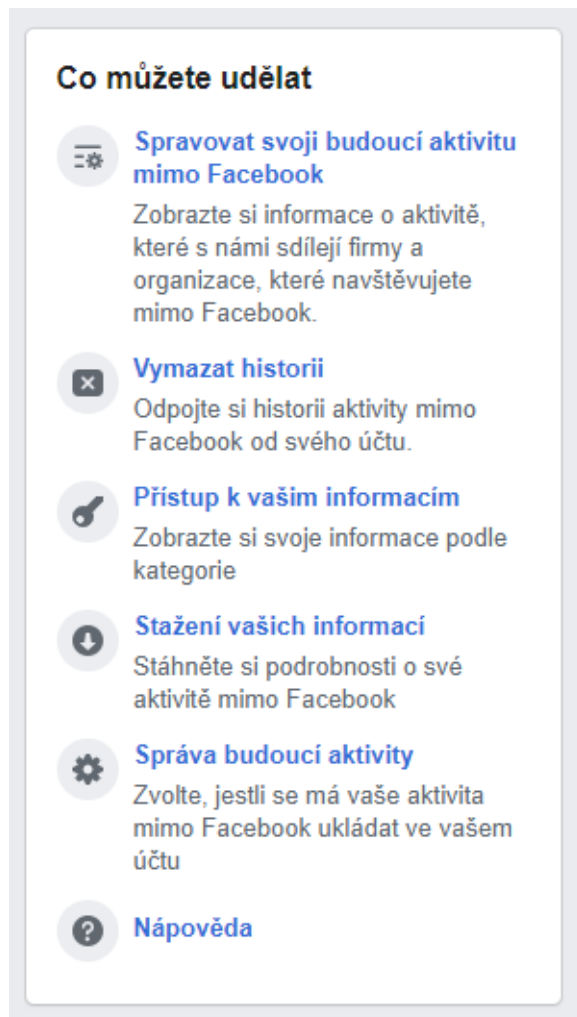 Co můžete udělat
Spravovat svoji budoucí aktivitu
mimo Facebook
Zobrazte si informace o aktivitě,
které s námi sdílejí firmy a
organizace, které navštěvujete
mimo Facebook.
Vymazat historii
Odpojte si historii aktivity mimo
Facebook od svého účtu.
Přístup k vašim informacím
Zobrazte si svoje informace podle
kategorie
Stažení vašich informací
Stáhněte si podrobnosti o své
aktivitě mimo Facebook
Správa budoucí aktivity
Zvolte, jestli se má vaše aktivita
mimo Facebook ukládat ve vašem
účtu
Nápověda